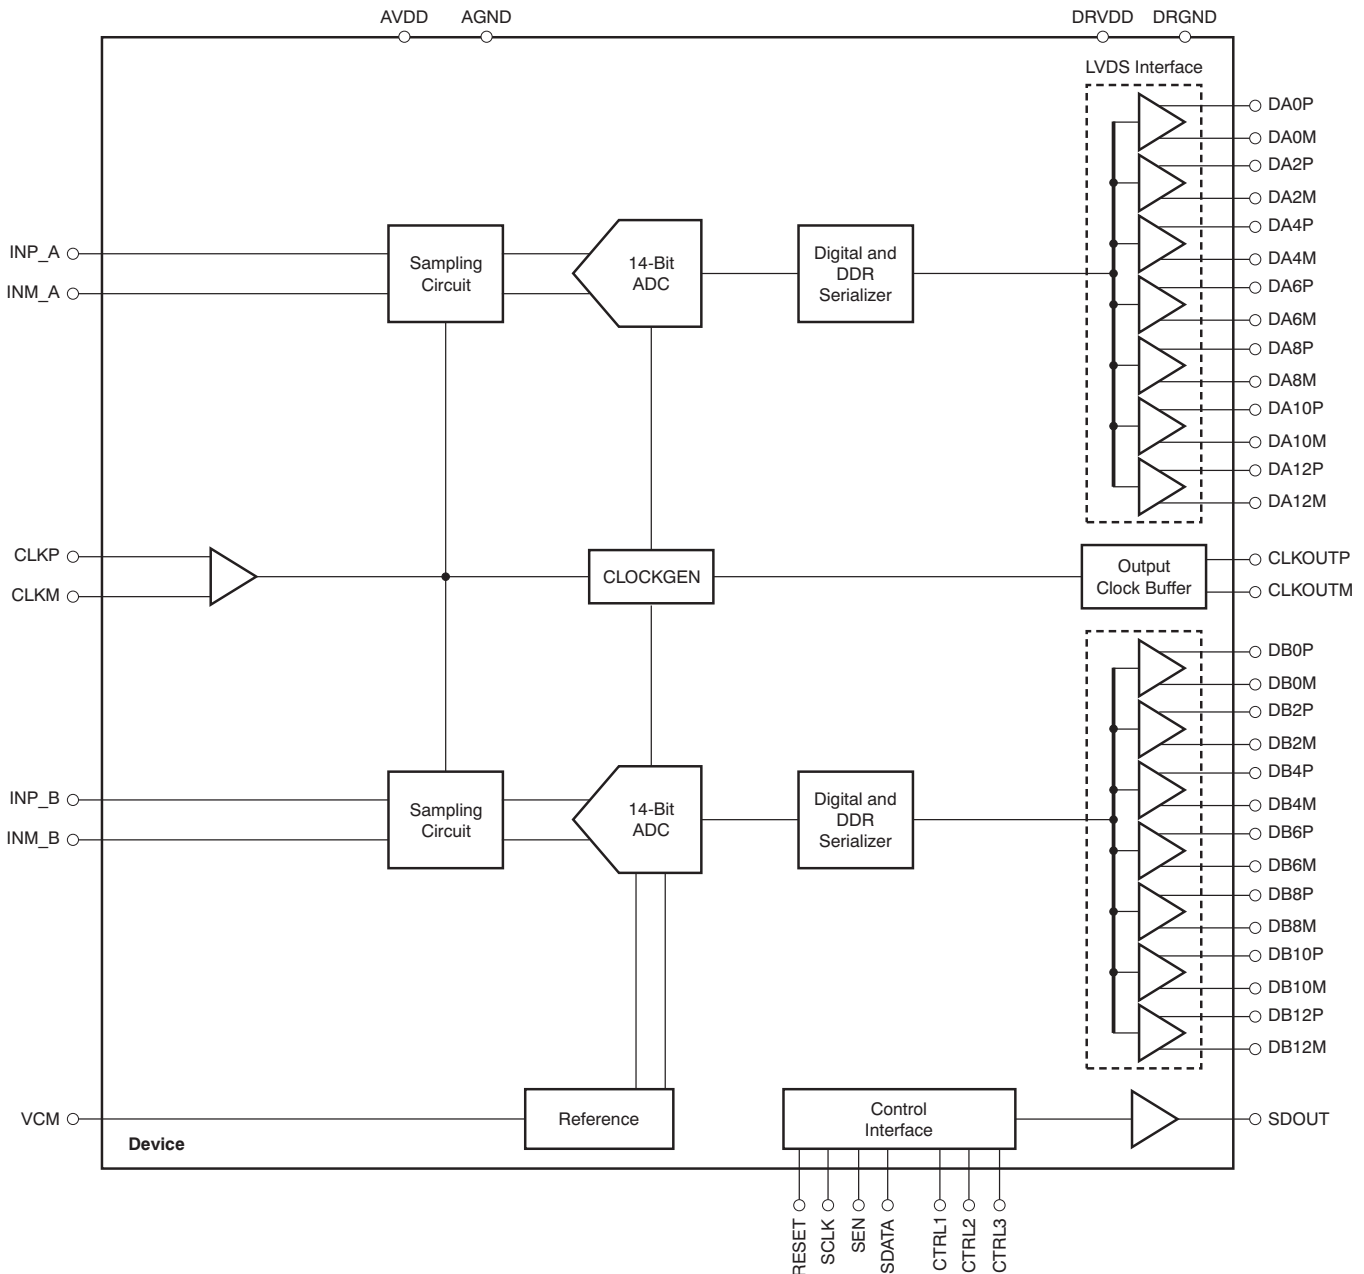 AVDD AGND DRVDD DRGND
LVDS Interface
DA0P
DA0M
DA2P
DA2M
DA4P
DA4M
DA6P
DA6M
DA8P
DA8M
DA10P
DA10M
DA12P
DA12M
INP_A
INM_A
Sampling
Circuit
14-Bit
ADC
Digital and
DDR
Serializer
CLKP
CLKM
CLOCKGEN
Output
Clock Buffer
CLKOUTP
CLKOUTM
DB0P
DB0M
DB2P
DB2M
DB4P
DB4M
DB6P
DB6M
DB8P
DB8M
DB10P
DB10M
DB12P
DB12M
INP_B
INM_B
Sampling
Circuit
14-Bit
ADC
Digital and
DDR
Serializer
VCM
Reference
Control
Interface
SDOUT
Device
RESET
SCLK
SEN
SDATA
CTRL1
CTRL2
CTRL3